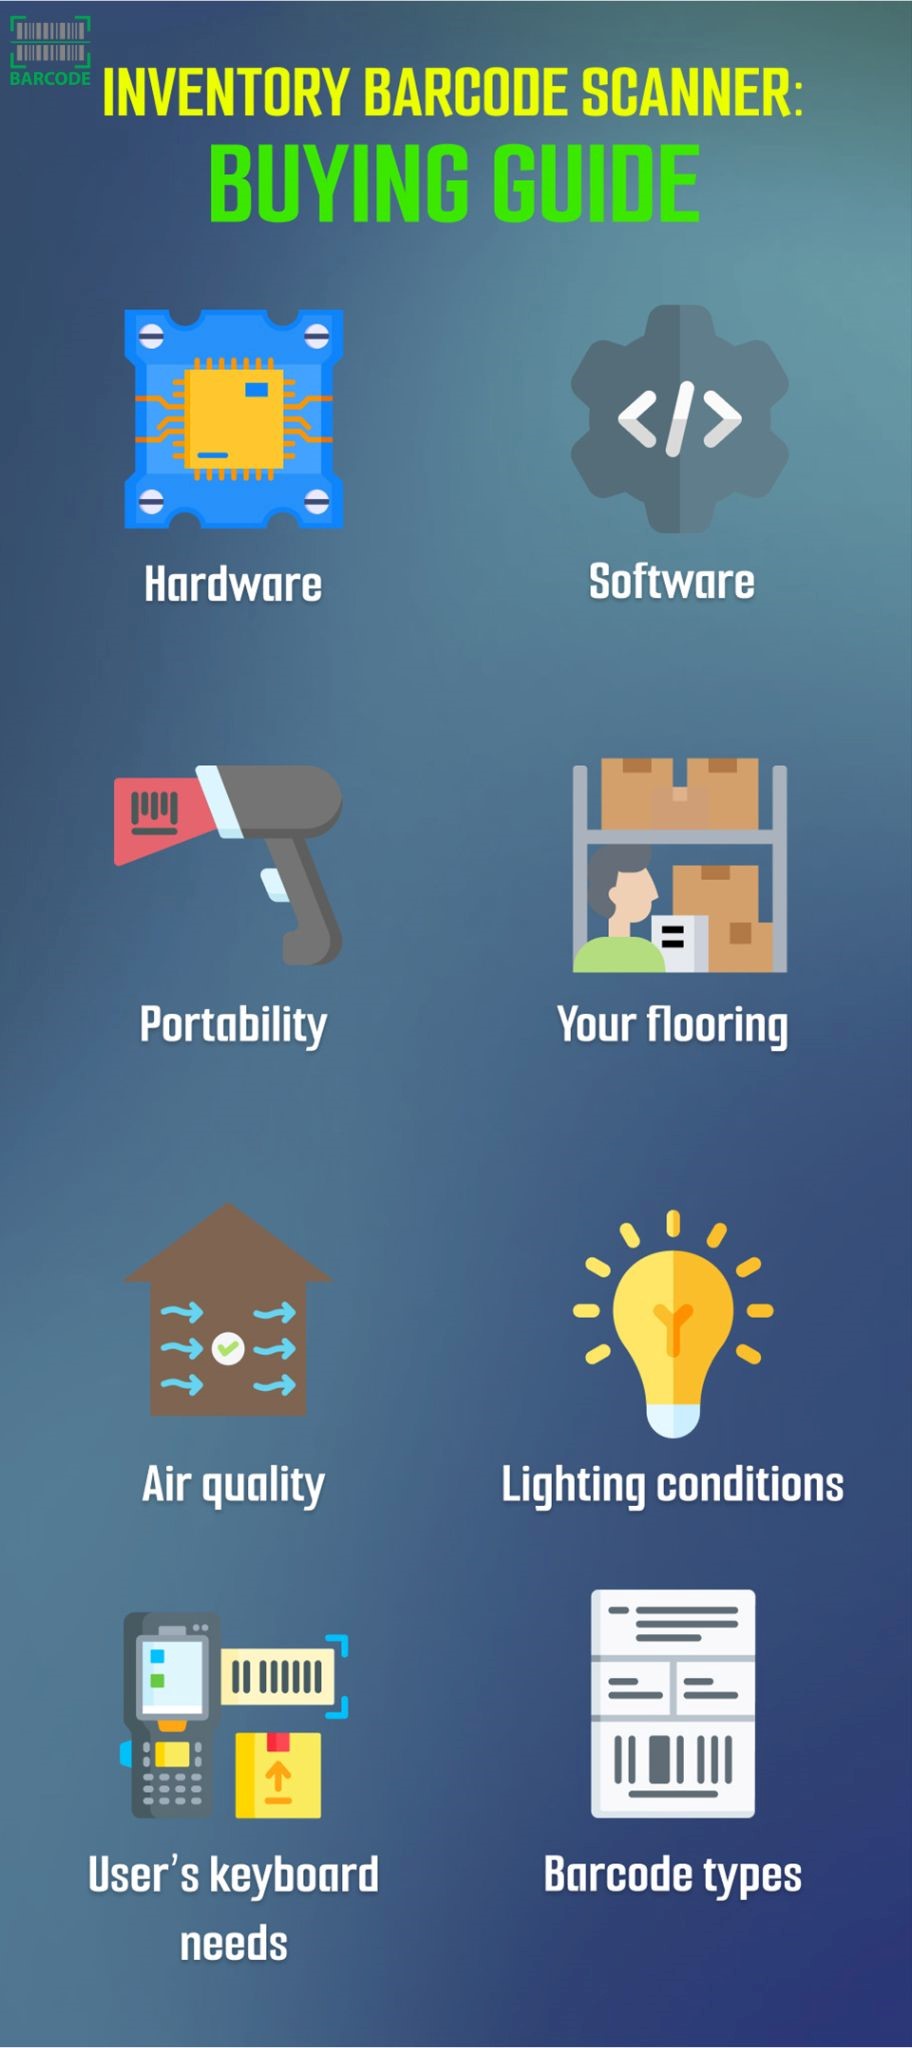 BARCODE
INVENTORY BARCODE SCANNER:
BUYING GUIDE
Hardware
Software
Portability
Your flooring
Air quality
Lighting conditions
User's keyboard
needs
Barcode types